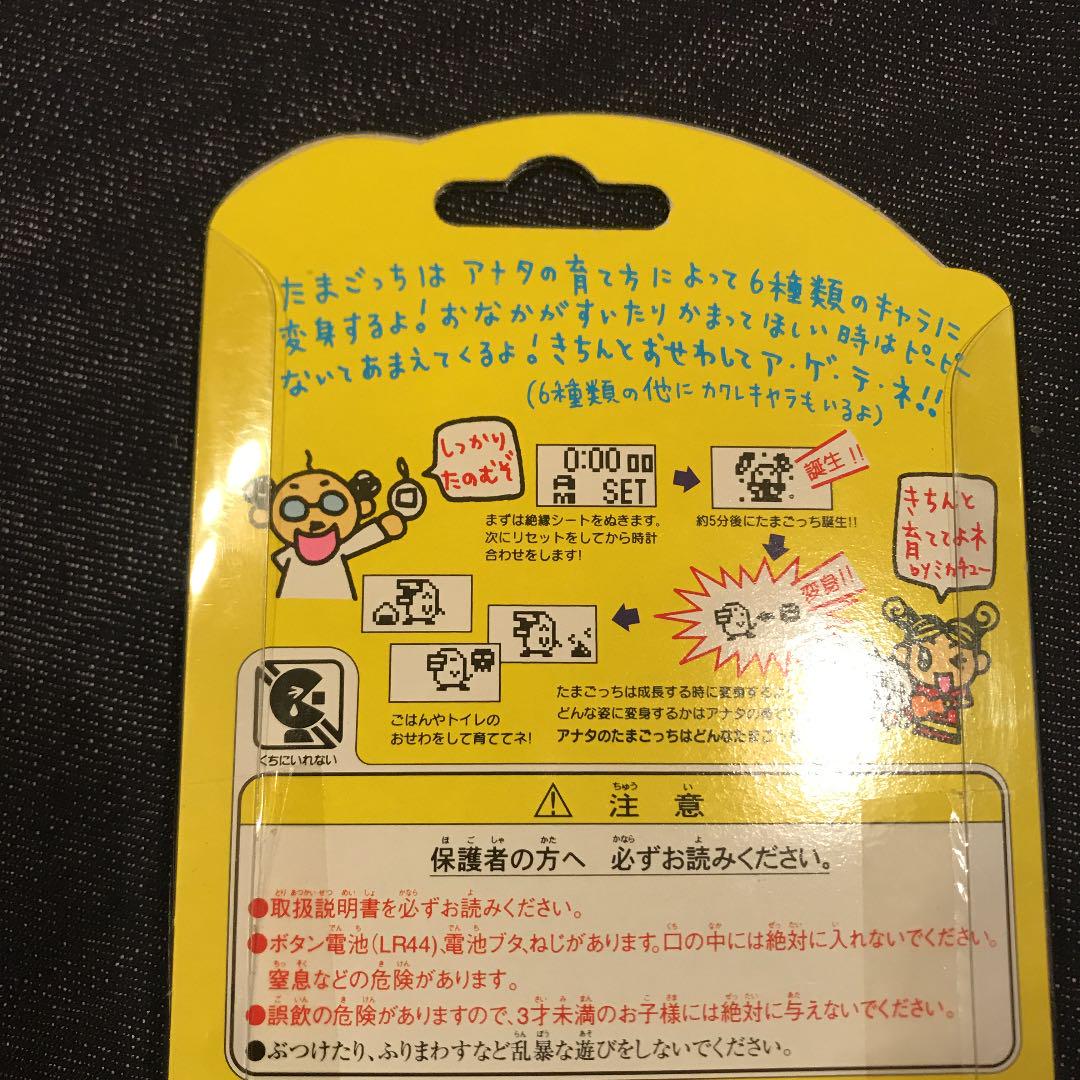 たまごっちは アナタの育て方によって6種類のキャラに
変身するよ!おなかがすいたりかまってほしい時はピーピー
ないてあまえてくるよ!きちんとおせわしてア・ゲ・テ・ネ!!
(6種類の他にカクレキャラもいるよ)
しっかり
たのむぞ
0:00 00
AM SET
まずは絶縁シートをぬきます。
次にリセットをしてから時計
合わせをします!
誕生!!
約5分後にたまごっち誕生!!
変身!!
きちんと
育ててよネ
byミカチュー
たまごっちは成長する時に変身する
どんな姿に変身するかはアナタの
アナタのたまごっちはどんなたま
ごはんやトイレの
おせわをして育ててネ!
くちにいれない
注意
保護者の方へ 必ずお読みください。
●取扱説明書を必ずお読みください。
●ボタン電池(LR44)、電池ブタ、ねじがあります。口の中には絶対に入れないでください。
窒息などの危険があります。
●誤飲の危険がありますので、3才未満のお子様には絶対に与えないでください。
●ぶつけたり、ふりまわすなど乱暴な遊びをしないでください。